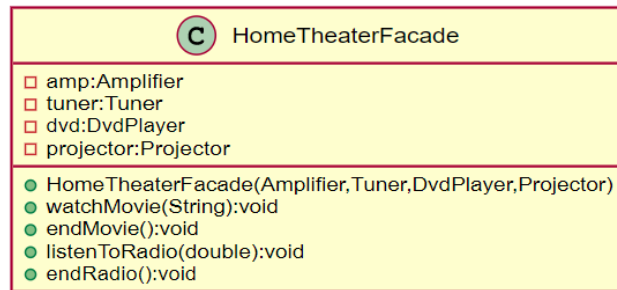 C HomeTheaterFacade
amp:Amplifier
tuner:Tuner
dvd:DvdPlayer
projector:Projector
HomeTheaterFacade(Amplifier,Tuner,DvdPlayer,Projector)
watchMovie(String):void
endMovie():void
listenToRadio(double):void
endRadio():void